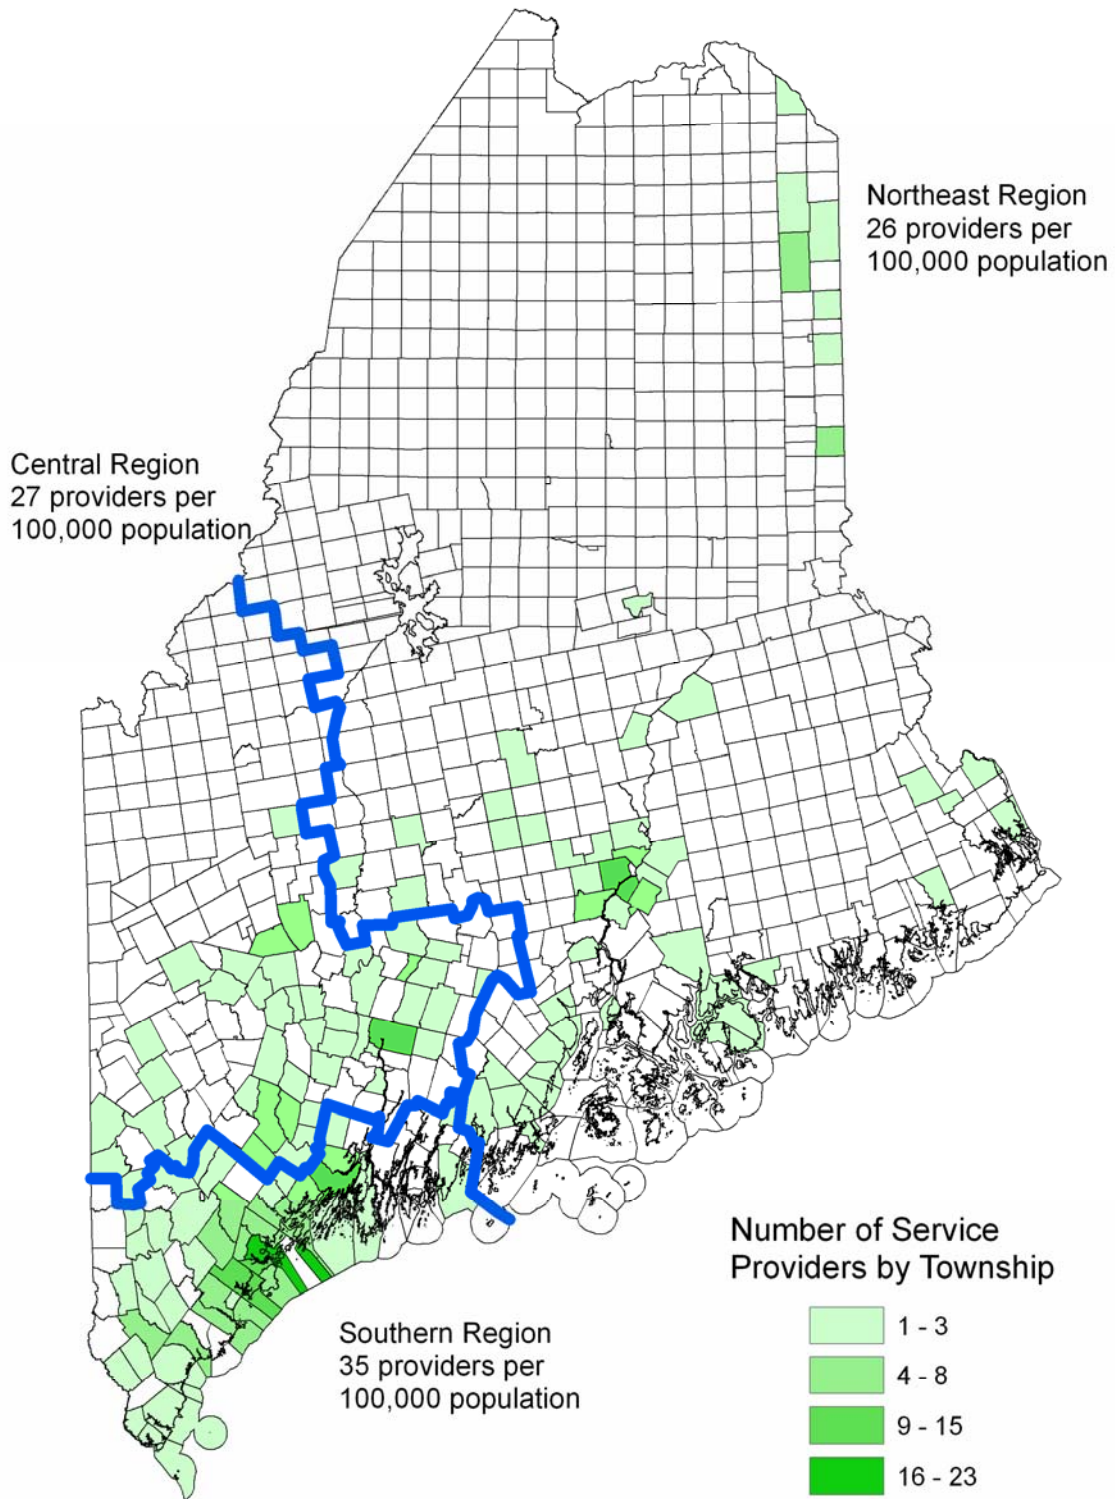 Northeast Region
26 providers per
100,000 population
Central Region
27 providers per
100,000 population
Southern Region
35 providers per
100,000 population
Number of Service
Providers by Township
1 - 3
4 - 8
9 - 15
16 - 23